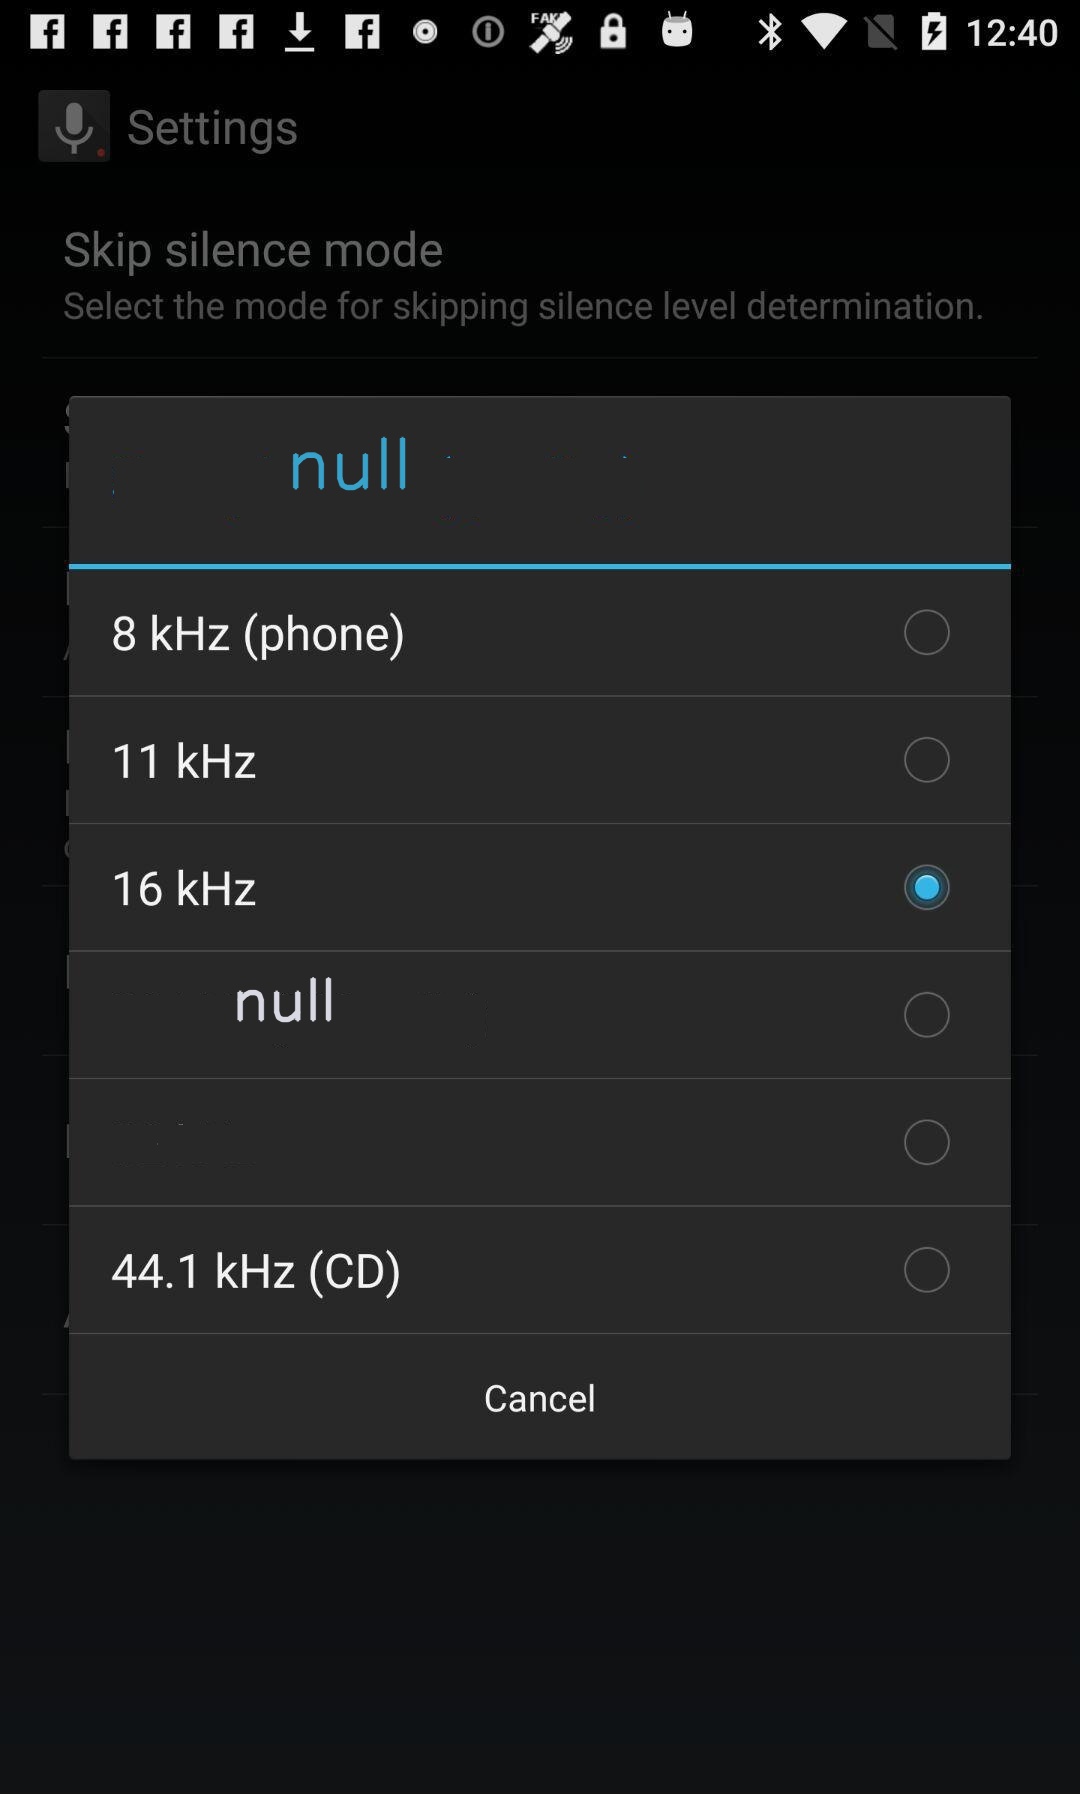 FAKE
12:40
Settings
Skip silence mode
Select the mode for skipping silence level determination.
null
8 kHz (phone)
11 kHz
16 kHz
null
44.1 kHz (CD)
Cancel